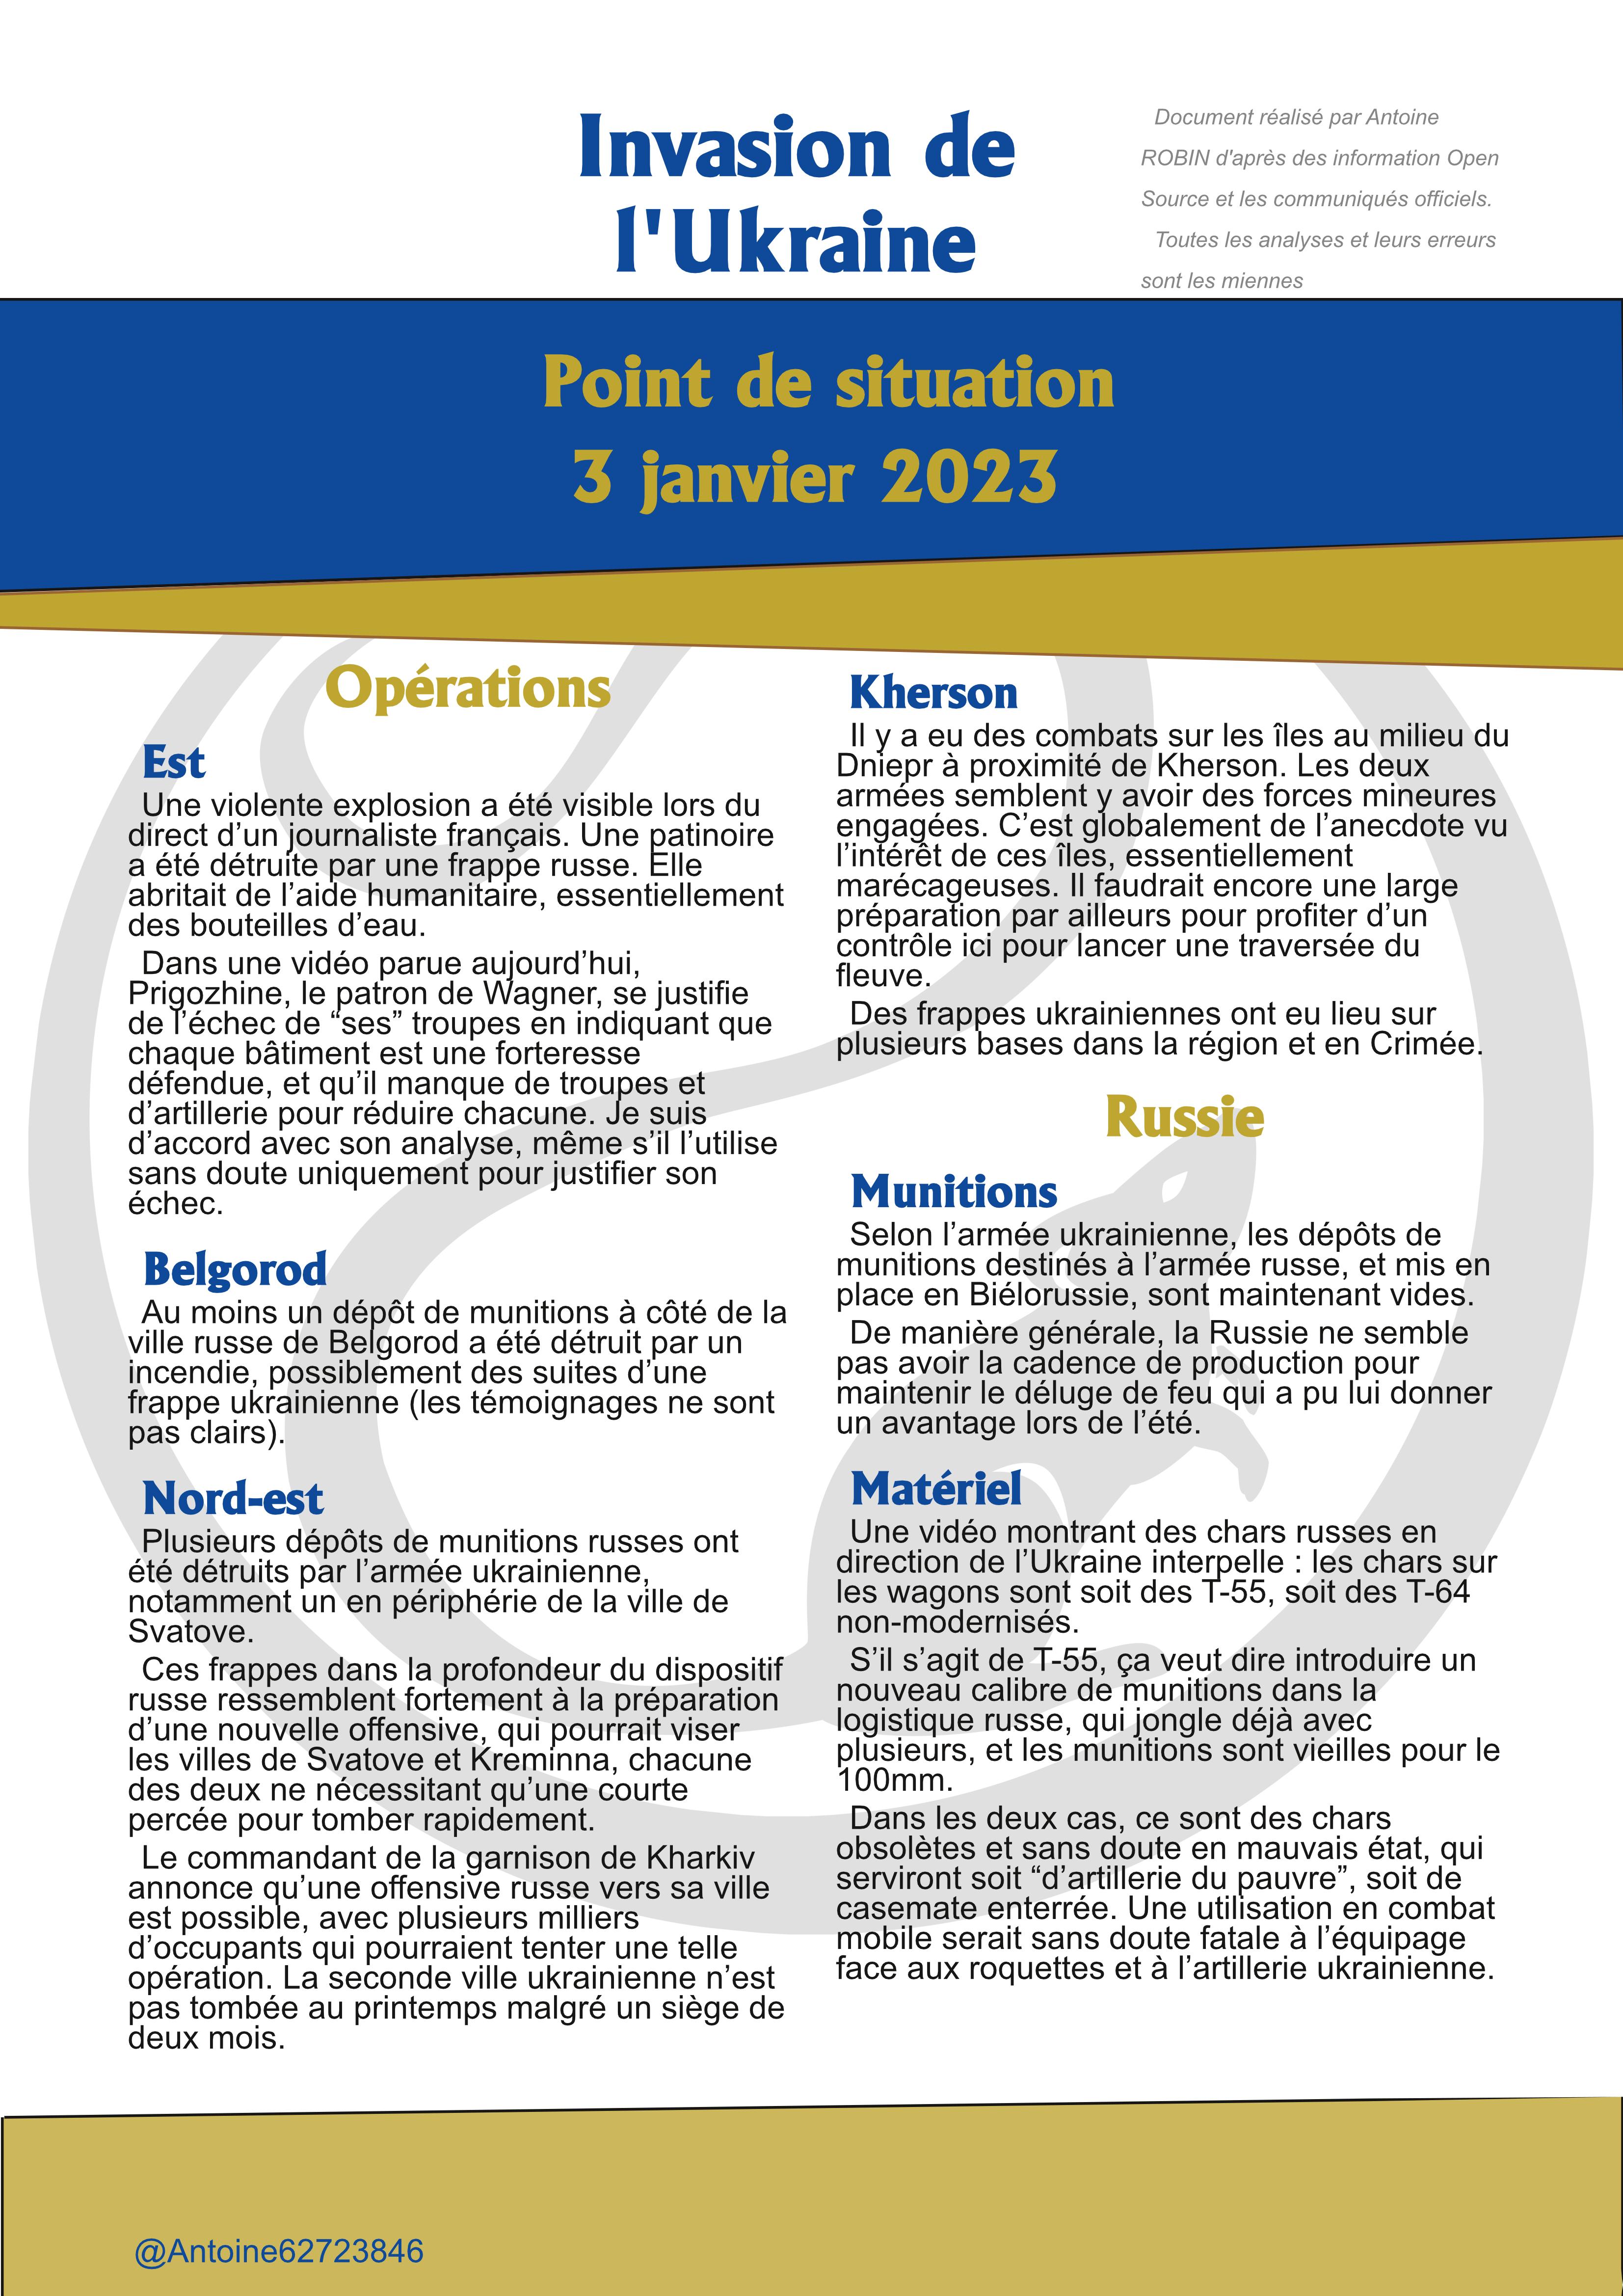 Invasion de
l'Ukraine
Document réalisé par Antoine
ROBIN d'après des information Open
Source et les communiqués officiels.
Toutes les analyses et leurs erreurs
sont les miennes
Point de situation
3 janvier 2023
Opérations
Est
Une violente explosion a été visible lors du
direct d’un journaliste français. Une patinoire
a été détruite par une frappe russe. Elle
abritait de l’aide humanitaire, essentiellement
des bouteilles d’eau.
Dans une vidéo parue aujourd’hui,
Prigozhine, le patron de Wagner, se justifie
de l’échec de “ses” troupes en indiquant que
chaque bâtiment est une forteresse
défendue, et qu’il manque de troupes et
d’artillerie pour réduire chacune. Je suis
d’accord avec son analyse, même s’il l’utilise
sans doute uniquement pour justifier son
échec.
Belgorod
Au moins un dépôt de munitions à côté de la
ville russe de Belgorod a été détruit par un
incendie, possiblement des suites d’une
frappe ukrainienne (les témoignages ne sont
pas clairs).
Nord-est
Plusieurs dépôts de munitions russes ont
été détruits par l’armée ukrainienne,
notamment un en périphérie de la ville de
Svatove.
Ces frappes dans la profondeur du dispositif
russe ressemblent fortement à la préparation
d’une nouvelle offensive, qui pourrait viser
les villes de Svatove et Kreminna, chacune
des deux ne nécessitant qu’une courte
percée pour tomber rapidement.
Le commandant de la garnison de Kharkiv
annonce qu’une offensive russe vers sa ville
est possible, avec plusieurs milliers
d’occupants qui pourraient tenter une telle
opération. La seconde ville ukrainienne n’est
pas tombée au printemps malgré un siège de
deux mois.
Kherson
Il y a eu des combats sur les îles au milieu du
Dniepr à proximité de Kherson. Les deux
armées semblent y avoir des forces mineures
engagées. C’est globalement de l’anecdote vu
l’intérêt de ces îles, essentiellement
marécageuses. Il faudrait encore une large
préparation par ailleurs pour profiter d’un
contrôle ici pour lancer une traversée du
fleuve.
Des frappes ukrainiennes ont eu lieu sur
plusieurs bases dans la région et en Crimée.
Russie
Munitions
Selon l’armée ukrainienne, les dépôts de
munitions destinés à l’armée russe, et mis en
place en Biélorussie, sont maintenant vides.
De manière générale, la Russie ne semble
pas avoir la cadence de production pour
maintenir le déluge de feu qui a pu lui donner
un avantage lors de l’été.
Matériel
Une vidéo montrant des chars russes en
direction de l’Ukraine interpelle : les chars sur
les wagons sont soit des T-55, soit des T-64
non-modernisés.
S’il s’agit de T-55, ça veut dire introduire un
nouveau calibre de munitions dans la
logistique russe, qui jongle déjà avec
plusieurs, et les munitions sont vieilles pour le
100mm.
Dans les deux cas, ce sont des chars
obsolètes et sans doute en mauvais état, qui
serviront soit “d’artillerie du pauvre”, soit de
casemate enterrée. Une utilisation en combat
mobile serait sans doute fatale à l’équipage
face aux roquettes et à l’artillerie ukrainienne.
@Antoine62723846